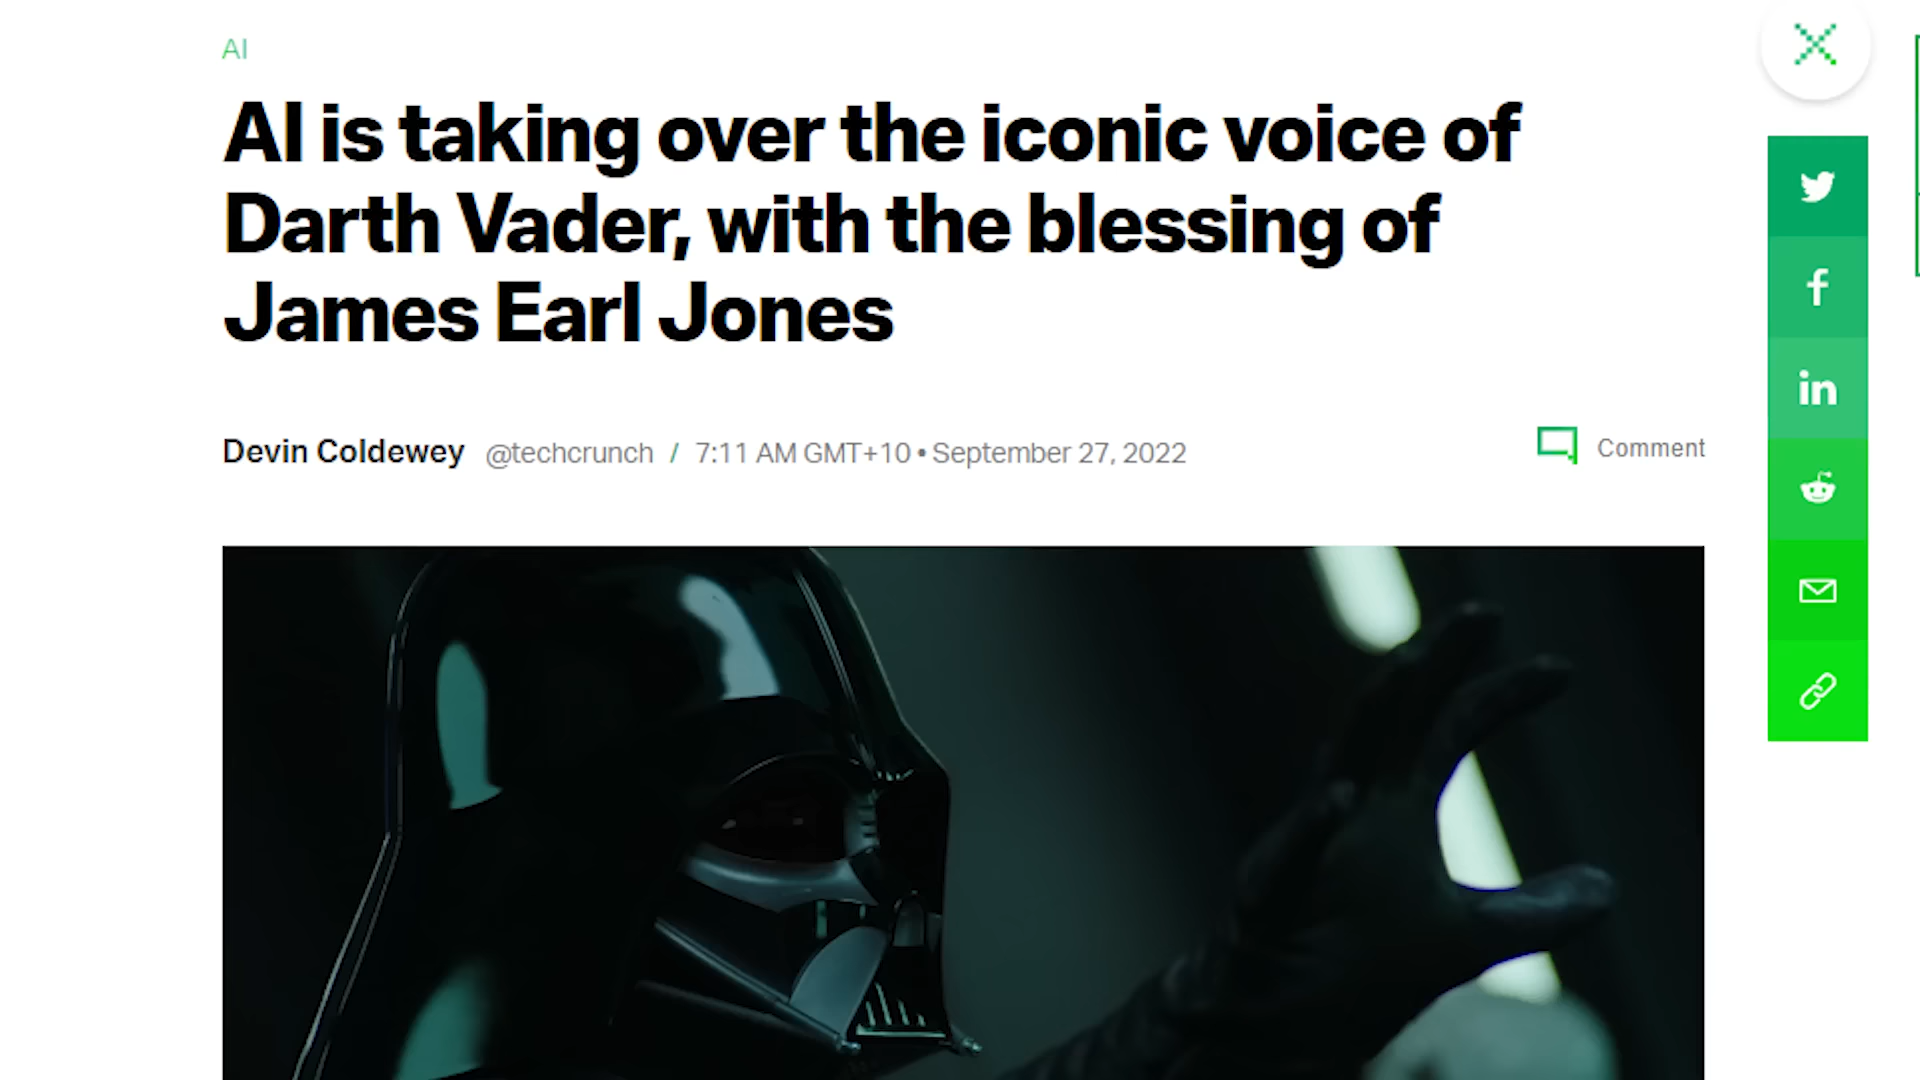 AI
AI is taking over the iconic voice of
Darth Vader, with the blessing of
James Earl Jones
Devin Coldewey @techcrunch / 7:11 AM GMT+10 • September 27, 2022
Comment